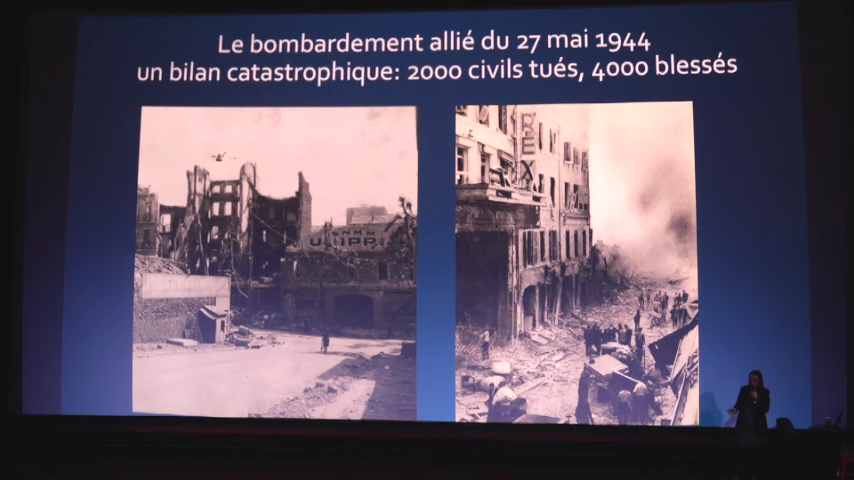 Le bombardement allié du 27 mai 1944
un bilan catastrophique: 2000 civils tués, 4000 blessés
REX